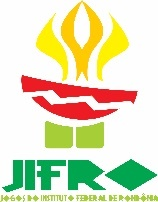 JIFRO
JOGOS DO INSTITUTO FEDERAL DE RONDÔNIA